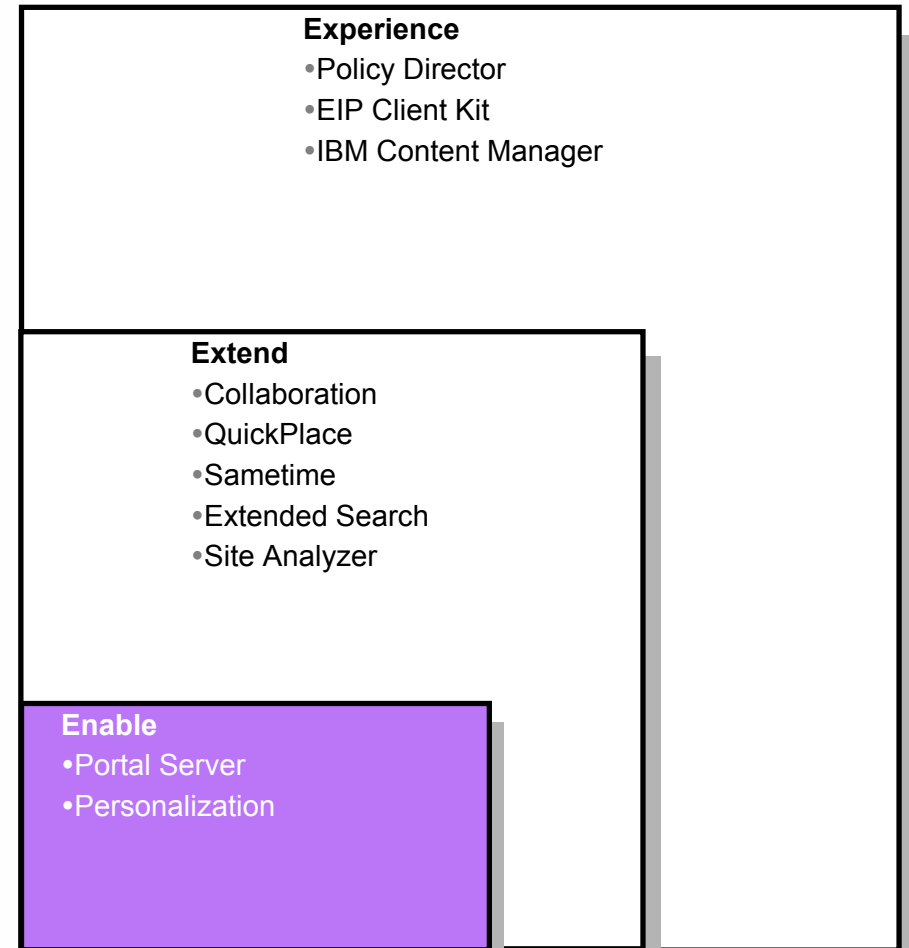 Experience
•Policy Director
•EIP Client Kit
•IBM Content Manager
Extend
•Collaboration
•QuickPlace
•Sametime
•Extended Search
•Site Analyzer
Enable
•Portal Server
•Personalization